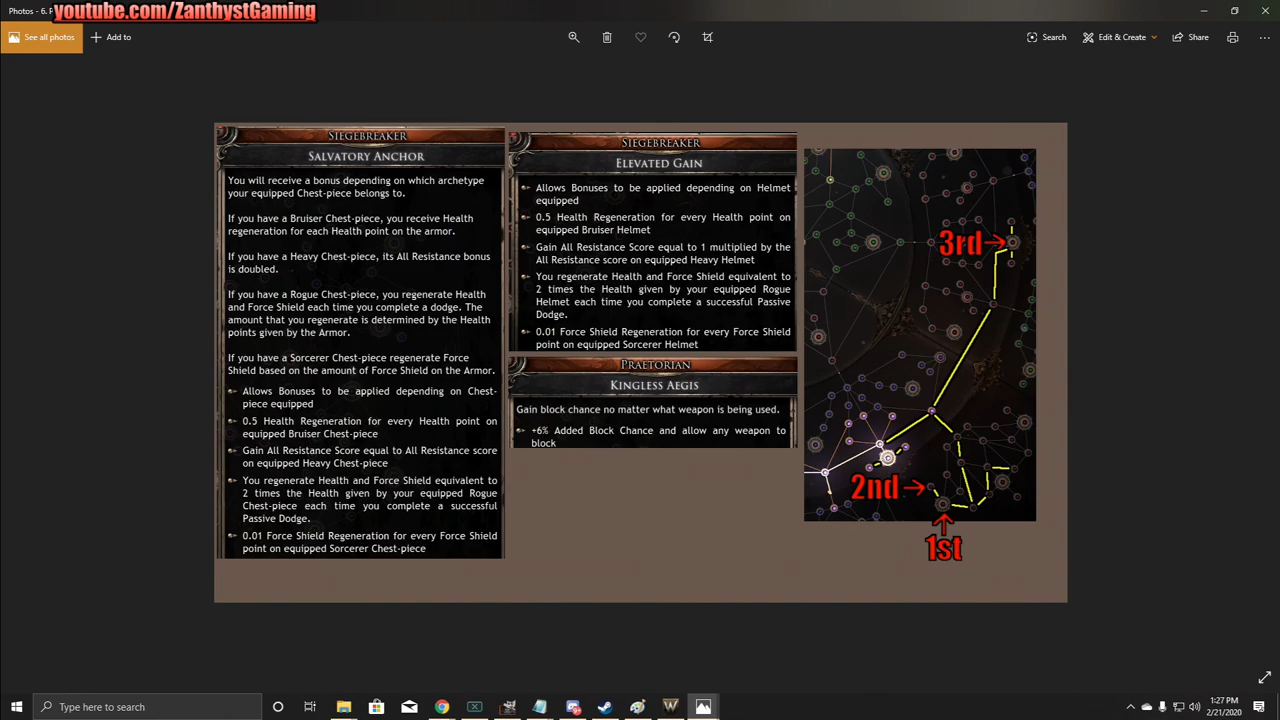 Photos - 6. P
youtube.com/ZanthystGaming
See all photos
Add to
Search
Edit & Create
Share
SIEGEBREAKER
SALVATORY ANCHOR
You will receive a bonus depending on which archetype
your equipped Chest-piece belongs to.
If you have a Bruiser Chest-piece, you receive Health
regeneration for each Health point on the armor.
If you have a Heavy Chest-piece, its All Resistance bonus
is doubled.
If you have a Rogue Chest-piece, you regenerate Health
and Force Shield each time you complete a dodge. The
amount that you regenerate is determined by the Health
points given by the Armor.
If you have a Sorcerer Chest-piece regenerate Force
Shield based on the amount of Force Shield on the Armor.
Allows Bonuses to be applied depending on Chest-
piece equipped
0.5 Health Regeneration for every Health point on
equipped Bruiser Chest-piece
Gain All Resistance Score equal to All Resistance score
on equipped Heavy Chest-piece
You regenerate Health and Force Shield equivalent to
2 times the Health given by your equipped Rogue
Chest-piece each time you complete a successful
Passive Dodge.
0.01 Force Shield Regeneration for every Force Shield
point on equipped Sorcerer Chest-piece
SIEGEBREAKER
ELEVATED GAIN
Allows Bonuses to be applied depending on Helmet
equipped
0.5 Health Regeneration for every Health point on
equipped Bruiser Helmet
Gain All Resistance Score equal to 1 multiplied by the
All Resistance score on equipped Heavy Helmet
You regenerate Health and Force Shield equivalent to
2 times the Health given by your equipped Rogue
Helmet each time you complete a successful Passive
Dodge.
0.01 Force Shield Regeneration for every Force Shield
point on equipped Sorcerer Helmet
PRAETORIAN
KINGLESS AEGIS
Gain block chance no matter what weapon is being used.
+6% Added Block Chance and allow any weapon to
block
3rd
2nd
1st
Type here to search
1:27 PM
2/21/2020